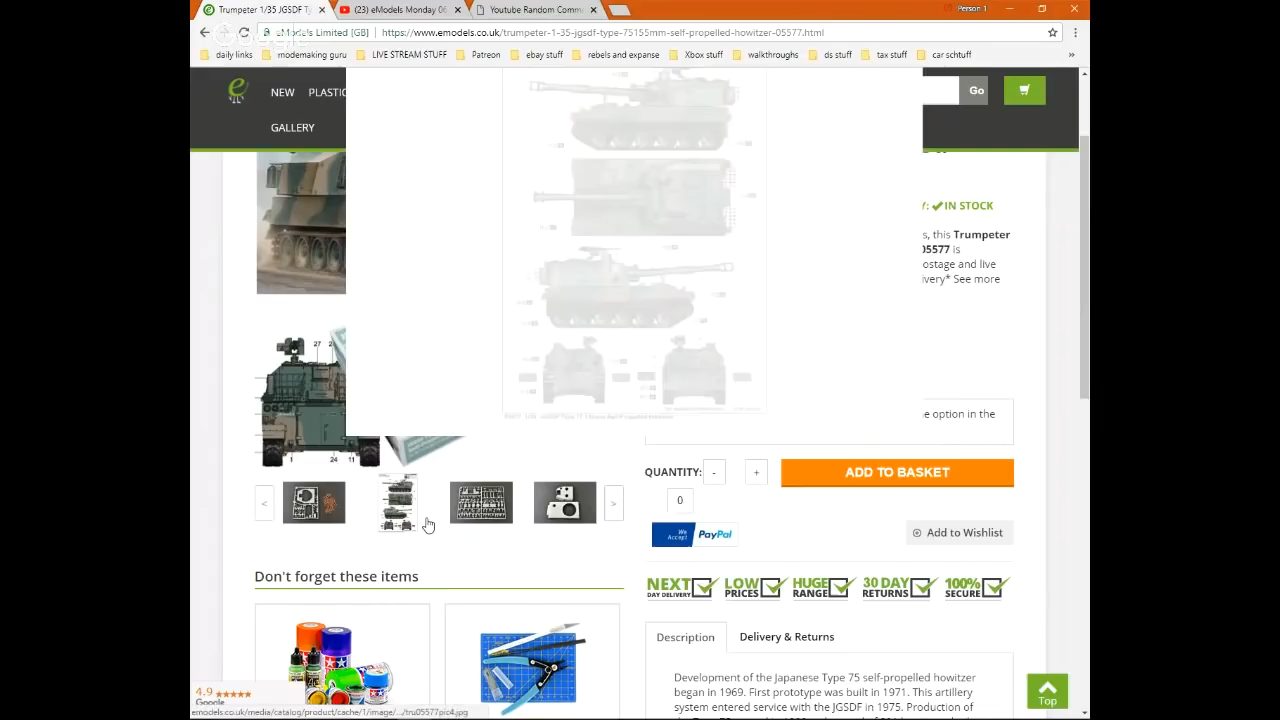 Trumpeter 1/35 JGSDF Ty
(23) eModels Monday 06
Youtube Random Comm
Person 1
eModels Limited [GB]
https://www.emodels.co.uk/trumpeter-1-35-jgsdf-type-75155mm-self-propelled-howitzer-05577.html
daily links
modemaking guru
LIVE STREAM STUFF
Patreon
ebay stuff
rebels and expanse
Xbox stuff
walkthroughs
ds stuff
tax stuff
car schtuff
»
NEW
PLASTIC
Go
GALLERY
Y: IN STOCK
s, this Trumpeter
05577 is
ostage and live
ivery* See more
e option in the
27
1
24
11
QUANTITY:
-
+
0
ADD TO BASKET
<
>
We Accept PayPal
Add to Wishlist
Don't forget these items
NEXT DAY DELIVERY
LOW PRICES
HUGE RANGE
30 DAY RETURNS
100% SECURE
Description
Delivery & Returns
Development of the Japanese Type 75 self-propelled howitzer
began in 1969. First prototype was built in 1971. This artillery
system entered service with the JGSDF in 1975. Production of
4.9
Google
Top
emodels.co.uk/media/catalog/product/cache/1/image/.../tru05577pic4.jpg